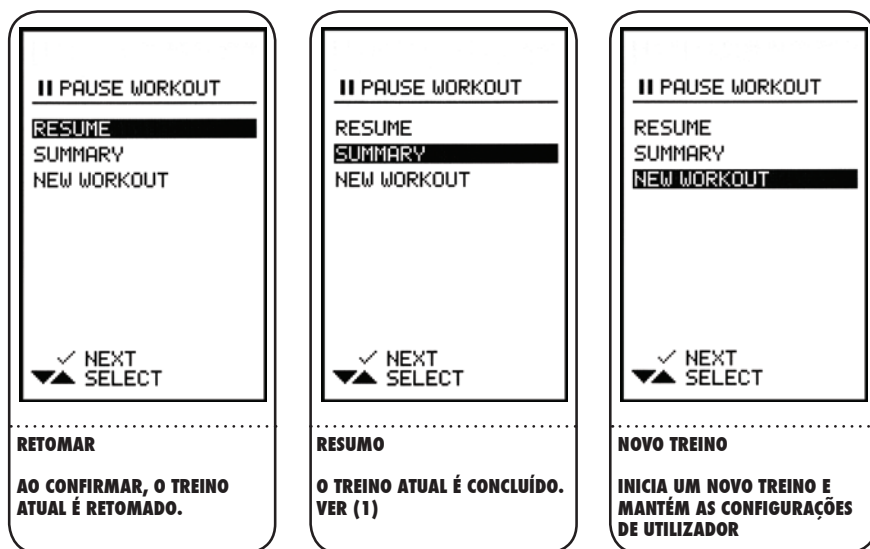 II PAUSE WORKOUT
RESUME
SUMMARY
NEW WORKOUT
✓ NEXT
▼▲ SELECT
RETOMAR
AO CONFIRMAR, O TREINO
ATUAL É RETOMADO.
II PAUSE WORKOUT
RESUME
SUMMARY
NEW WORKOUT
✓ NEXT
▼▲ SELECT
RESUMO
O TREINO ATUAL É CONCLUÍDO.
VER (1)
II PAUSE WORKOUT
RESUME
SUMMARY
NEW WORKOUT
✓ NEXT
▼▲ SELECT
NOVO TREINO
INICIA UM NOVO TREINO E
MANTÉM AS CONFIGURAÇÕES
DE UTILIZADOR